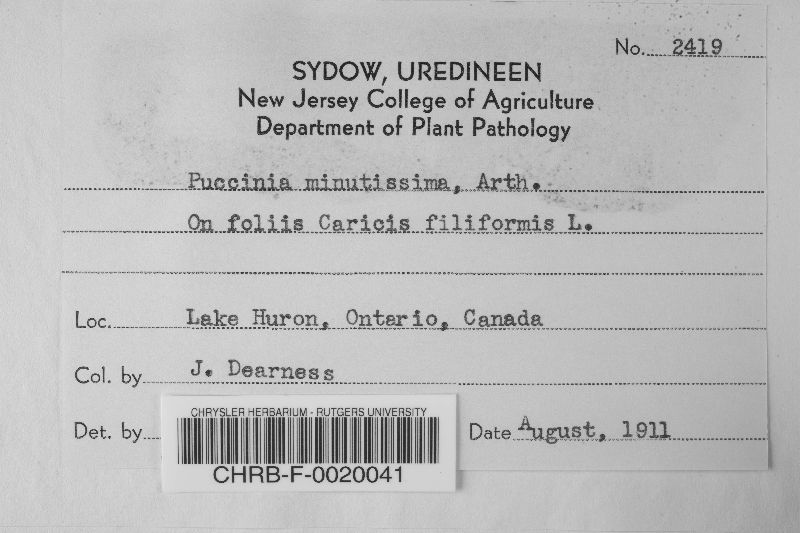 No. 2419
SYDOW, UREDINEEN
New Jersey College of Agriculture
Department of Plant Pathology
Puccinia minutissima, Arth.
On foliis Caricis filiformis L.
Loc. Lake Huron, Ontario, Canada
Col. by J. Dearness
Det. by
Date August, 1911
CHRYSLER HERBARIUM - RUTGERS UNIVERSITY
CHRB-F-0020041